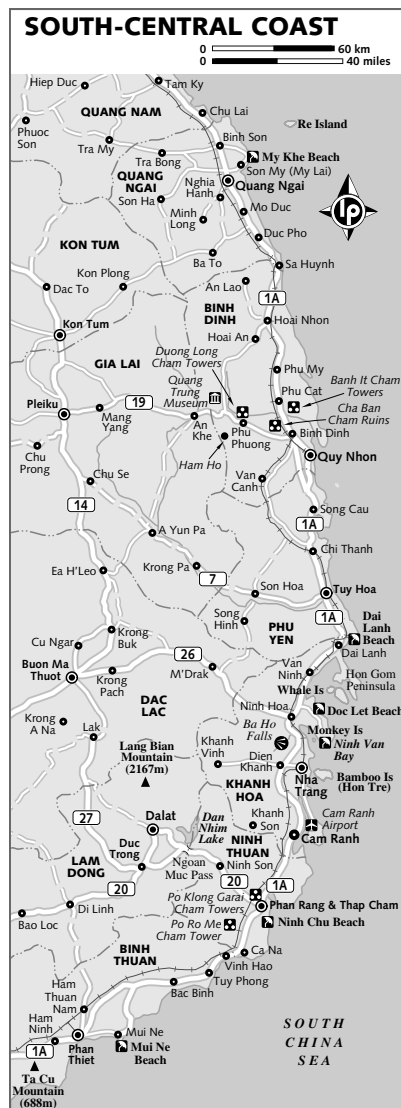 SOUTH-CENTRAL COAST
0 60 km
0 40 miles
Hiep Duc
Tam Ky
QUANG NAM
Chu Lai
Phuoc
Son
Re Island
Tra My
Binh Son
Tra Bong
My Khe Beach
Son My (My Lai)
QUANG
NGAI
Quang Ngai
Nghia
Hanh
Son Ha
lp
Minh
Long
Mo Duc
Duc Pho
KON TUM
Ba To
Sa Huynh
Kon Plong
An Lao
Dac To
1A
BINH
DINH
Hoai Nhon
Kon Tum
Hoai An
Duong Long
Cham Towers
GIA LAI
Phu My
Quang
Trung
Museum
Banh It Cham
Towers
Phu Cat
Pleiku
19
Cha Ban
Cham Ruins
Mang
Yang
An
Khe
Phu
Phuong
Binh Dinh
Chu
Prong
Ham Ho
Quy Nhon
Chu Se
Van
Canh
14
Song Cau
1A
A Yun Pa
Chi Thanh
Ea H'Leo
Krong Pa
7
Son Hoa
Tuy Hoa
Song
Hinh
1A
Dai
Lanh
Beach
Krong
Buk
PHU
YEN
Cu Ngar
26
Dai Lanh
Buon Ma
Thuot
Krong
Pach
M'Drak
Van
Ninh
Hon Gom
Peninsula
Whale Is
DAC
LAC
Ninh Hoa
Doc Let Beach
Krong
A Na
Lak
Ba Ho
Falls
Monkey Is
Ninh Van
Bay
Lang Bian
Mountain
(2167m)
Khanh
Vinh
Dien
Khanh
Nha
Trang
Bamboo Is
(Hon Tre)
KHANH
HOA
27
Dalat
Dan
Nhim
Lake
Khanh
Son
Cam Ranh
Airport
Cam Ranh
Duc
Trong
NINH
THUAN
LAM
DONG
Ngoan
Muc Pass
Ninh Son
20
20
1A
Po Klong Garai
Cham Towers
Di Linh
Phan Rang & Thap Cham
Bao Loc
Po Ro Me
Cham Tower
Ninh Chu Beach
BINH
THUAN
Ca Na
Vinh Hao
Tuy Phong
Ham
Thuan
Nam
Bac Binh
Ham
Ninh
Mui Ne
SOUTH
CHINA
SEA
1A
Phan
Thiet
Mui Ne
Beach
Ta Cu
Mountain
(688m)